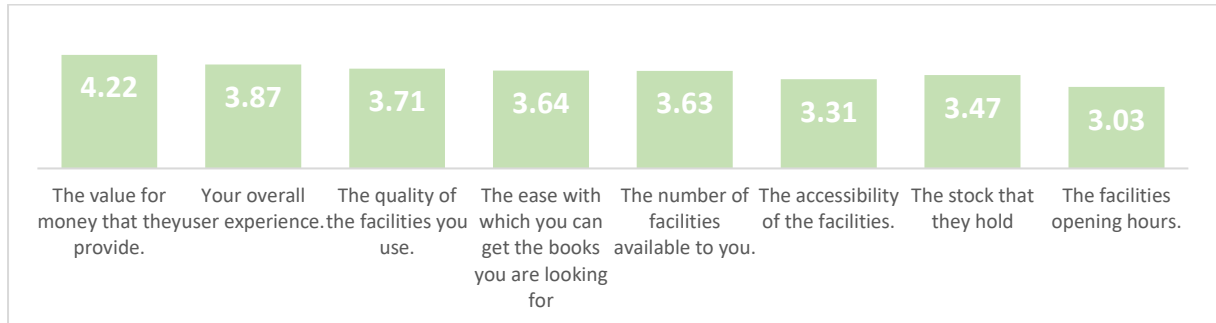 4.22
3.87
3.71
3.64
3.63
3.31
3.47
3.03
The value for
money that they
provide.
Your overall
user experience.
The quality of
the facilities you
use.
The ease with
which you can
get the books
you are looking
for
The number of
facilities
available to you.
The accessibility
of the facilities.
The stock that
they hold
The facilities
opening hours.